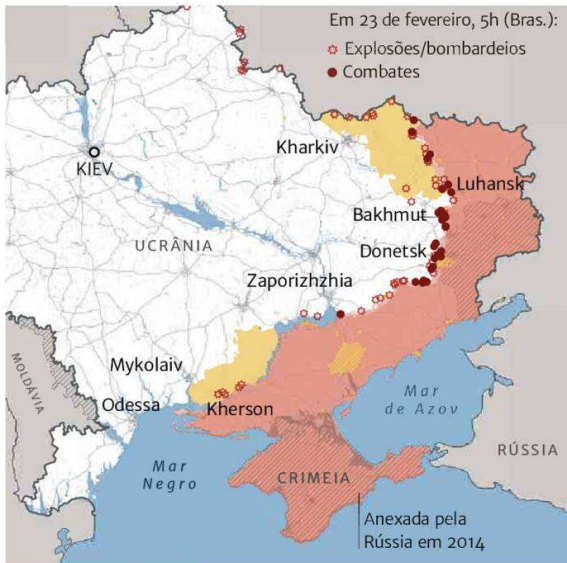 Em 23 de fevereiro, 5h (Bras.):
Explosões/bombardeios
Combates
Kharkiv
KIEV
Luhansk
Bakhmut
UCRÂNIA
Donetsk
Zaporizhzhia
MOLDÁVIA
Mykolaiv
Odessa
Kherson
Mar
de Azov
Mar
Negro
CRIMEIA
RÚSSIA
Anexada pela
Rússia em 2014